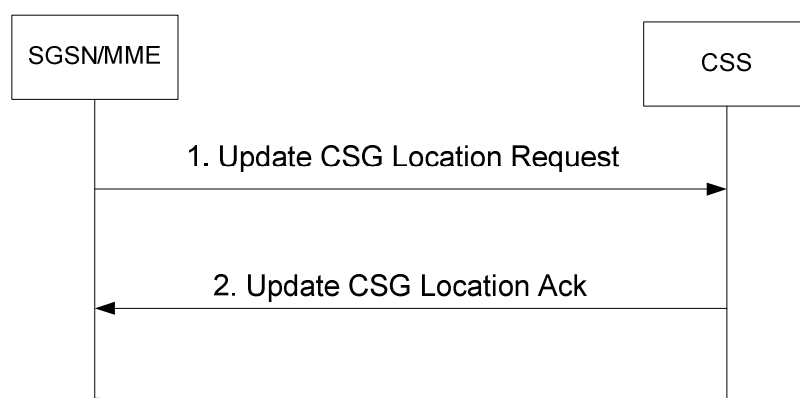 SGSN/MME
CSS
1. Update CSG Location Request
2. Update CSG Location Ack